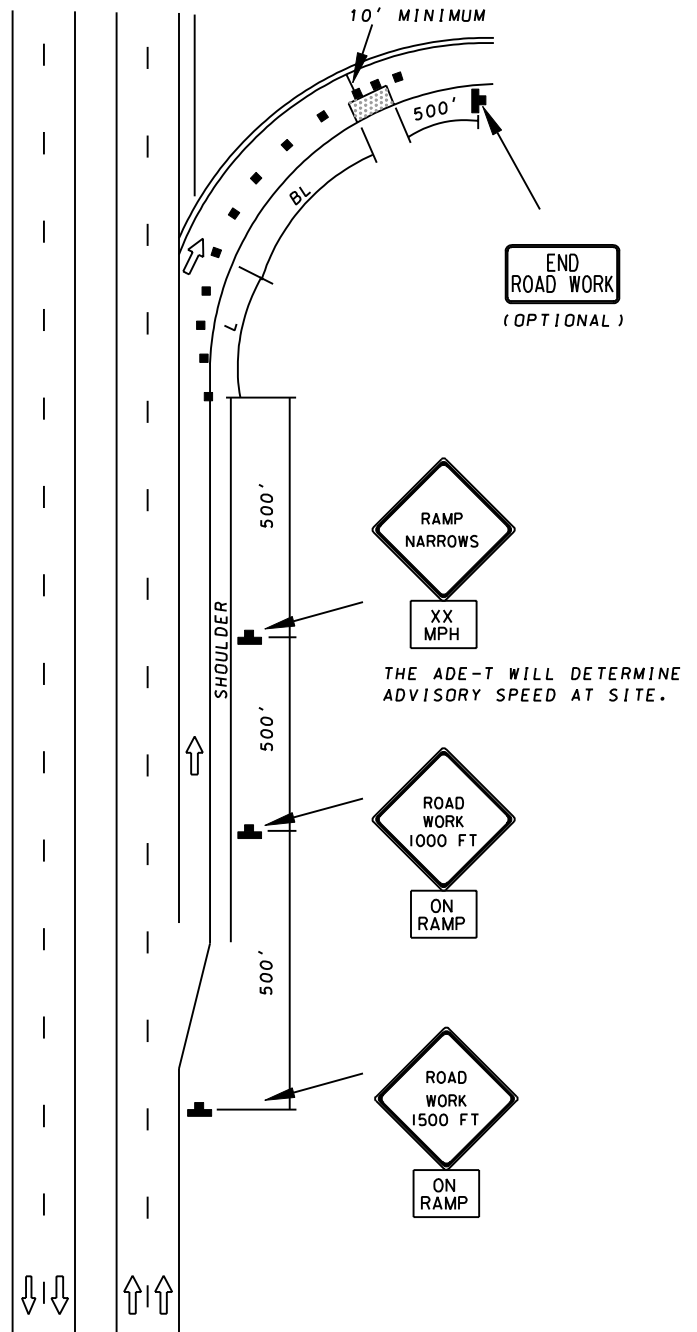 10' MINIMUM
500'
BL
END
ROAD WORK
(OPTIONAL)
L
500'
RAMP
NARROWS
XX
MPH
SHOULDER
THE ADE-T WILL DETERMINE
ADVISORY SPEED AT SITE.
500'
ROAD
WORK
1000 FT
ON
RAMP
500'
ROAD
WORK
1500 FT
ON
RAMP